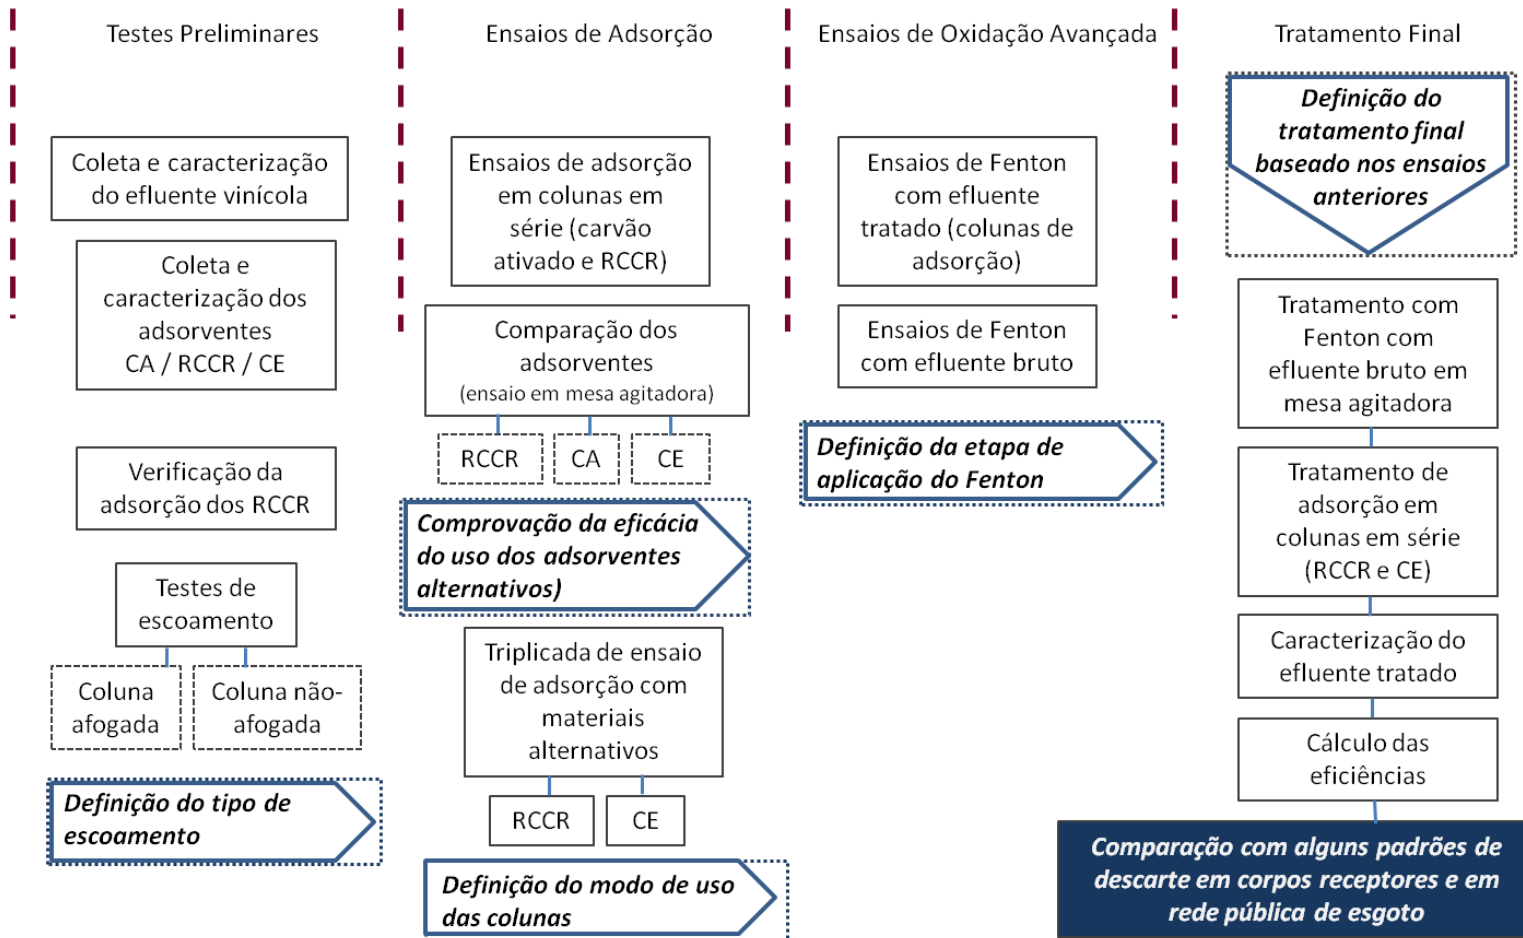 Testes Preliminares
Coleta e caracterização
do efluente vinícola
Coleta e
caracterização dos
adsorventes
CA / RCCR / CE
Verificação da
adsorção dos RCCR
Testes de
escoamento
Coluna
afogada
Coluna não-
afogada
Definição do tipo de
escoamento
Ensaios de Adsorção
Ensaios de adsorção
em colunas em
série (carvão
ativado e RCCR)
Comparação dos
adsorventes
(ensaio em mesa agitadora)
RCCR
CA
CE
Comprovação da eficácia
do uso dos adsorventes
alternativos)
Triplicada de ensaio
de adsorção com
materiais
alternativos
RCCR
CE
Definição do modo de uso
das colunas
Ensaios de Oxidação Avançada
Ensaios de Fenton
com efluente
tratado (colunas de
adsorção)
Ensaios de Fenton
com efluente bruto
Definição da etapa de
aplicação do Fenton
Tratamento Final
Definição do
tratamento final
baseado nos ensaios
anteriores
Tratamento com
Fenton com
efluente bruto em
mesa agitadora
Tratamento de
adsorção em
colunas em série
(RCCR e CE)
Caracterização do
efluente tratado
Cálculo das
eficiências
Comparação com alguns padrões de
descarte em corpos receptores e em
rede pública de esgoto